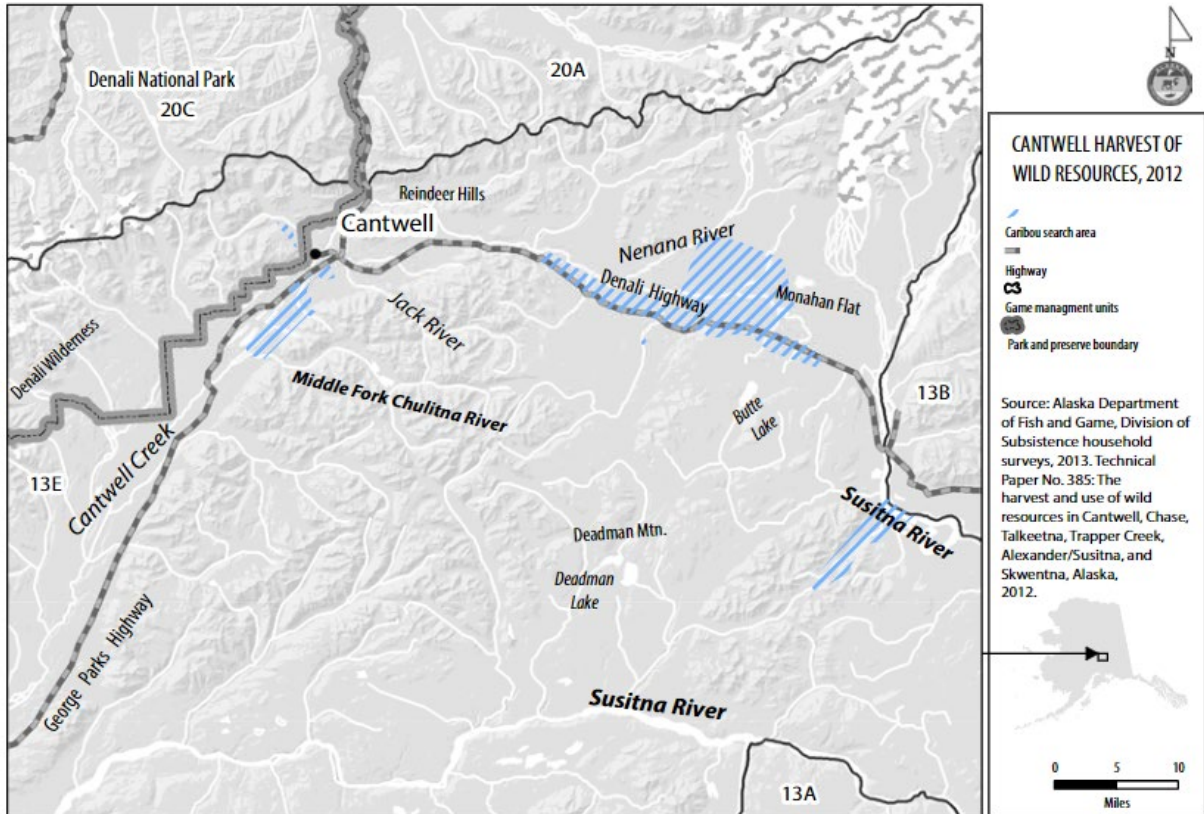 Denali National Park
20C
20A
Reindeer Hills
Cantwell
Nenana River
Denali Highway
Monahan Flat
Jack River
Denali Wilderness
Middle Fork Chulitna River
Butte
Lake
13B
Cantwell Creek
13E
Susitna River
Deadman Mtn.
Deadman
Lake
George Parks Highway
Susitna River
13A
N
CANTWELL HARVEST OF
WILD RESOURCES, 2012
Caribou search area
Highway
Game managment units
Park and preserve boundary
Source: Alaska Department
of Fish and Game, Division of
Subsistence household
surveys, 2013. Technical
Paper No. 385: The
harvest and use of wild
resources in Cantwell, Chase,
Talkeetna, Trapper Creek,
Alexander/Susitna, and
Skwentna, Alaska,
2012.
0 5 10
Miles